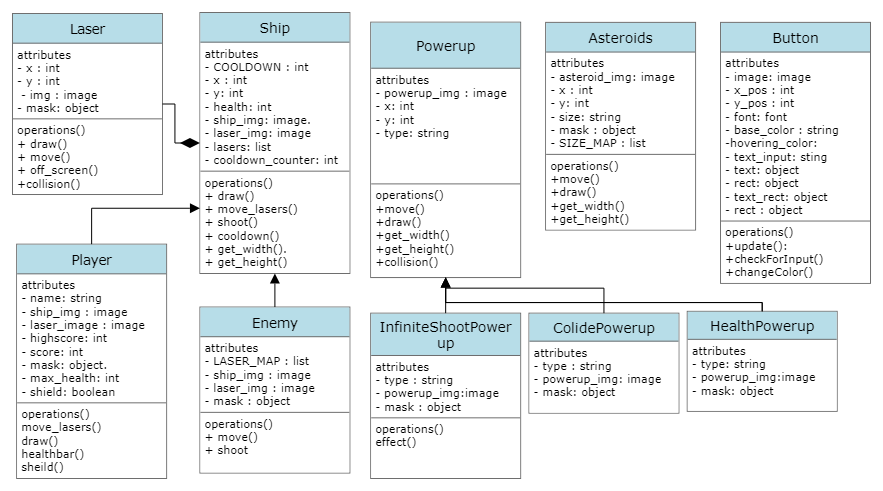 Laser
attributes
- x : int
- y : int
- img : image
- mask: object
operations()
+ draw()
+ move()
+ off_screen()
+collision()
Ship
attributes
- COOLDOWN : int
- x : int
- y: int
- health: int
- ship_img: image.
- laser_img: image
- lasers: list
- cooldown_counter: int
operations()
+ draw()
+ move_lasers()
+ shoot()
+ cooldown()
+ get_width().
+ get_height()
Powerup
attributes
- powerup_img : image
- x: int
- y: int
- type: string
operations()
+move()
+draw()
+get_width()
+get_height()
+collision()
Asteroids
attributes
- asteroid_img: image
- x : int
- y: int
- size: string
- mask : object
- SIZE_MAP : list
operations()
+move()
+draw()
+get_width()
+get_height()
Button
attributes
- image: image
- x_pos : int
- y_pos : int
- font: font
- base_color : string
-hovering_color:
- text_input: sting
- text: object
- rect: object
- text_rect: object
- rect : object
operations()
+update():
+checkForInput()
+changeColor()
Player
attributes
- name: string
- ship_img : image
- laser_image : image
- highscore: int
- score: int
- mask: object.
- max_health: int
- shield: boolean
operations()
move_lasers()
draw()
healthbar()
sheild()
Enemy
attributes
- LASER_MAP : list
- ship_img : image
- laser_img : image
- mask : object
operations()
+ move()
+ shoot
InfiniteShootPower
up
attributes
- type : string
- powerup_img:image
- mask : object
operations()
effect()
ColidePowerup
attributes
- type : string
- powerup_img: image
- mask: object
HealthPowerup
attributes
- type: string
- powerup_img:image
- mask: object